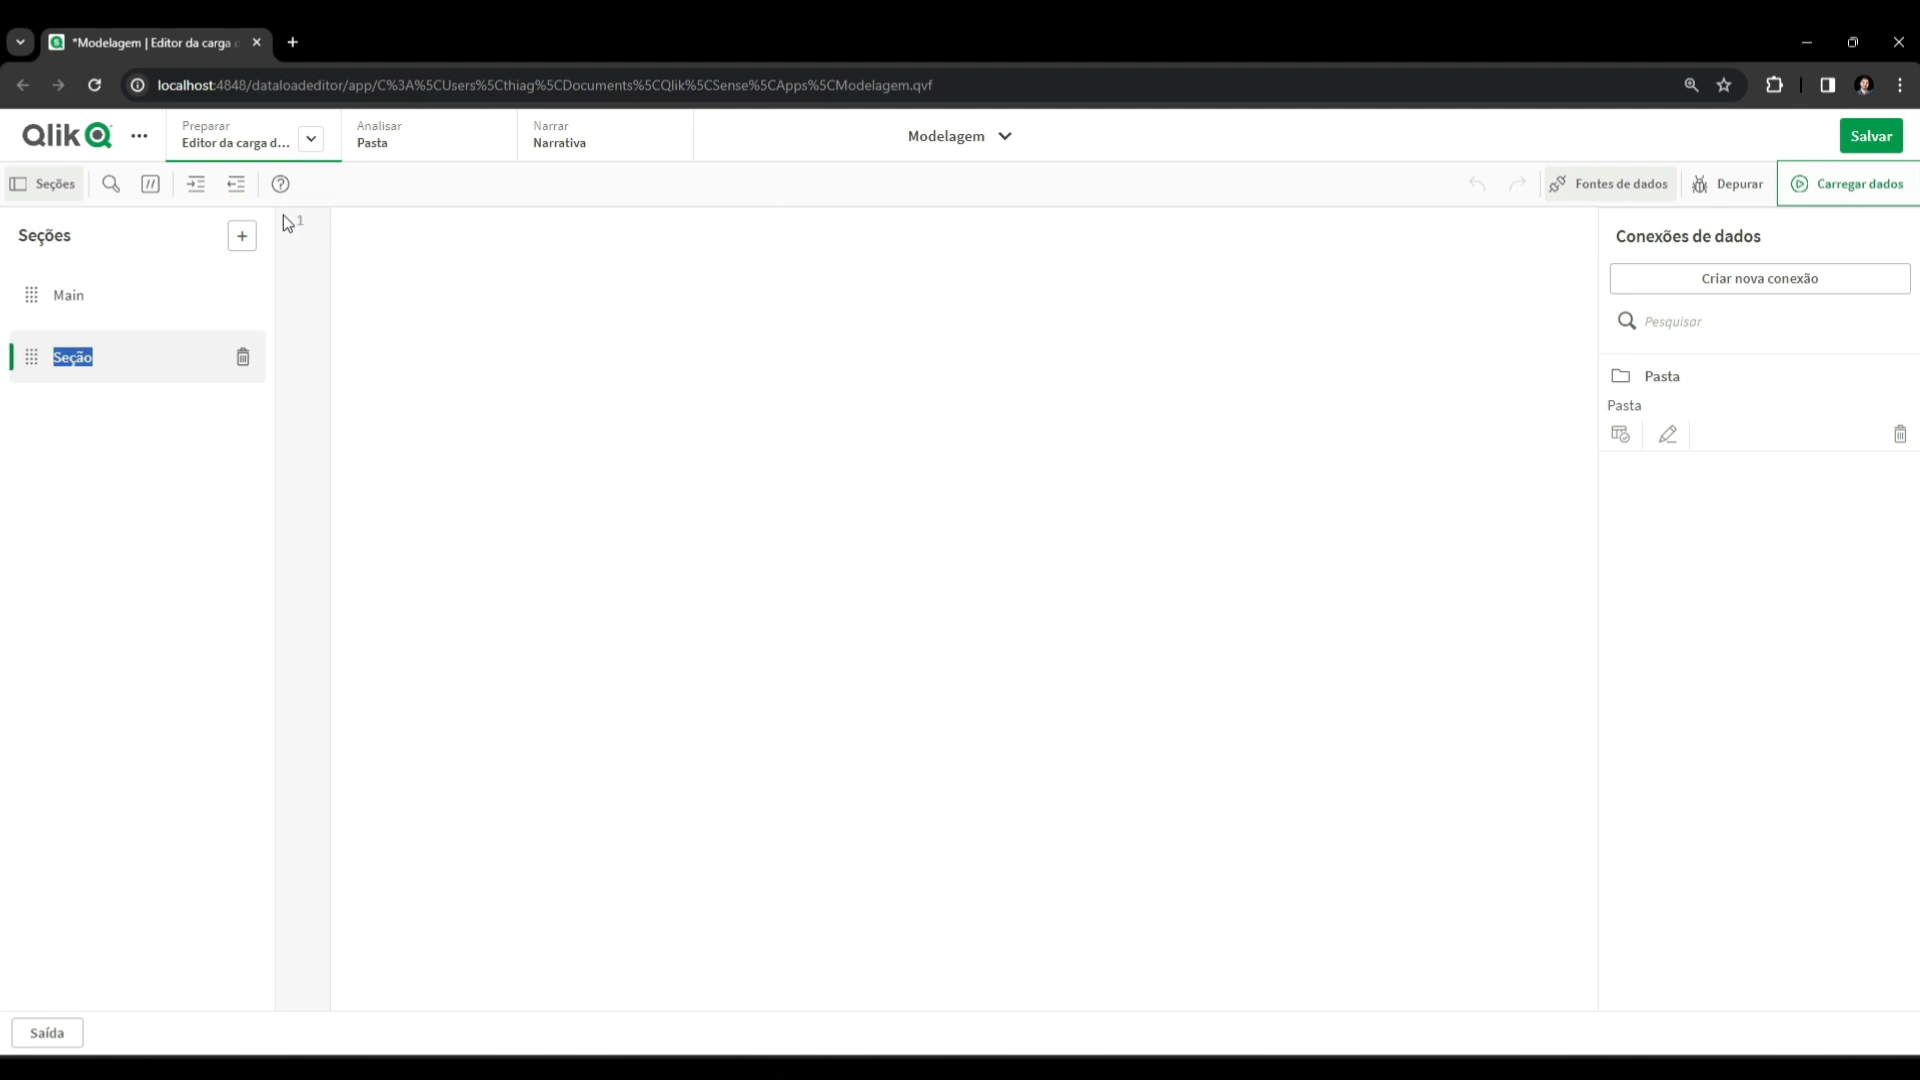 *Modelagem | Editor da carga
localhost:4848/dataloadeditor/app/C%3A%5CUsers%5Cthiag%5CDocuments%5CQlik%5CSense%5CApps%5CModelagem.qvf
Qlik
Preparar
Editor da carga d...
Analisar
Pasta
Narrar
Narrativa
Modelagem
Salvar
Seções
//
Fontes de dados
Depurar
Carregar dados
Seções
+
1
Conexões de dados
Criar nova conexão
Main
Pesquisar
Seção
Pasta
Pasta
Saída